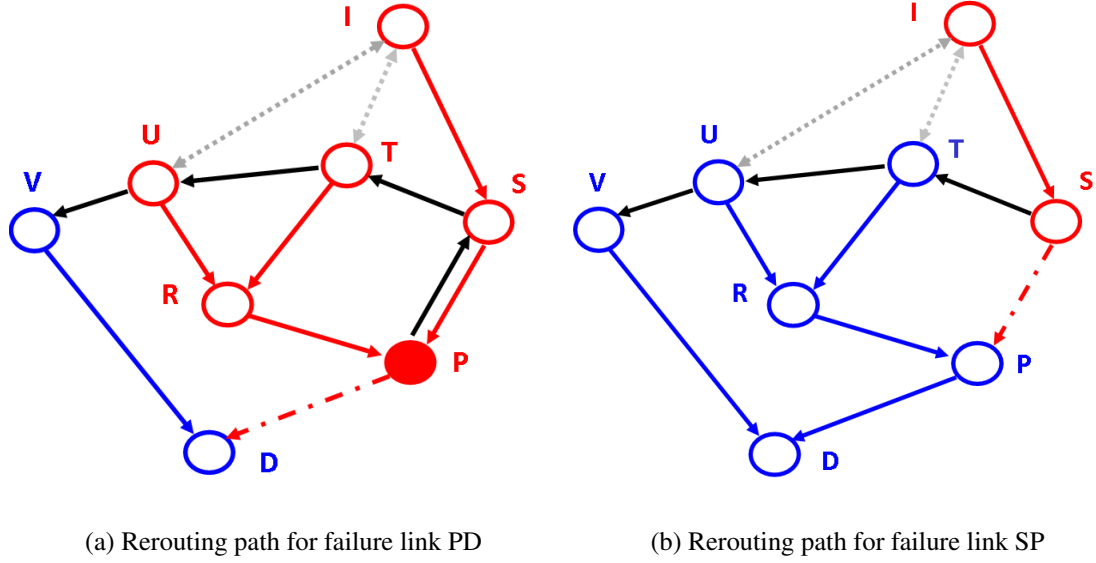 I
U
T
V
S
R
P
D
(a) Rerouting path for failure link PD
I
U
T
V
S
R
P
D
(b) Rerouting path for failure link SP